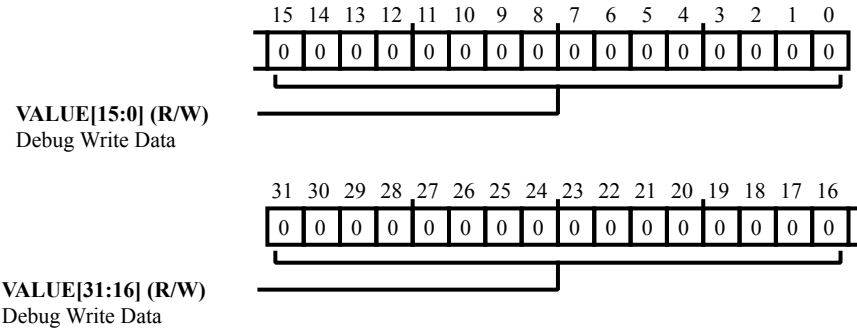 15 14 13 12 11 10 9 8 7 6 5 4 3 2 1 0
0 0 0 0 0 0 0 0 0 0 0 0 0 0 0 0
VALUE[15:0] (R/W)
Debug Write Data
31 30 29 28 27 26 25 24 23 22 21 20 19 18 17 16
0 0 0 0 0 0 0 0 0 0 0 0 0 0 0 0
VALUE[31:16] (R/W)
Debug Write Data